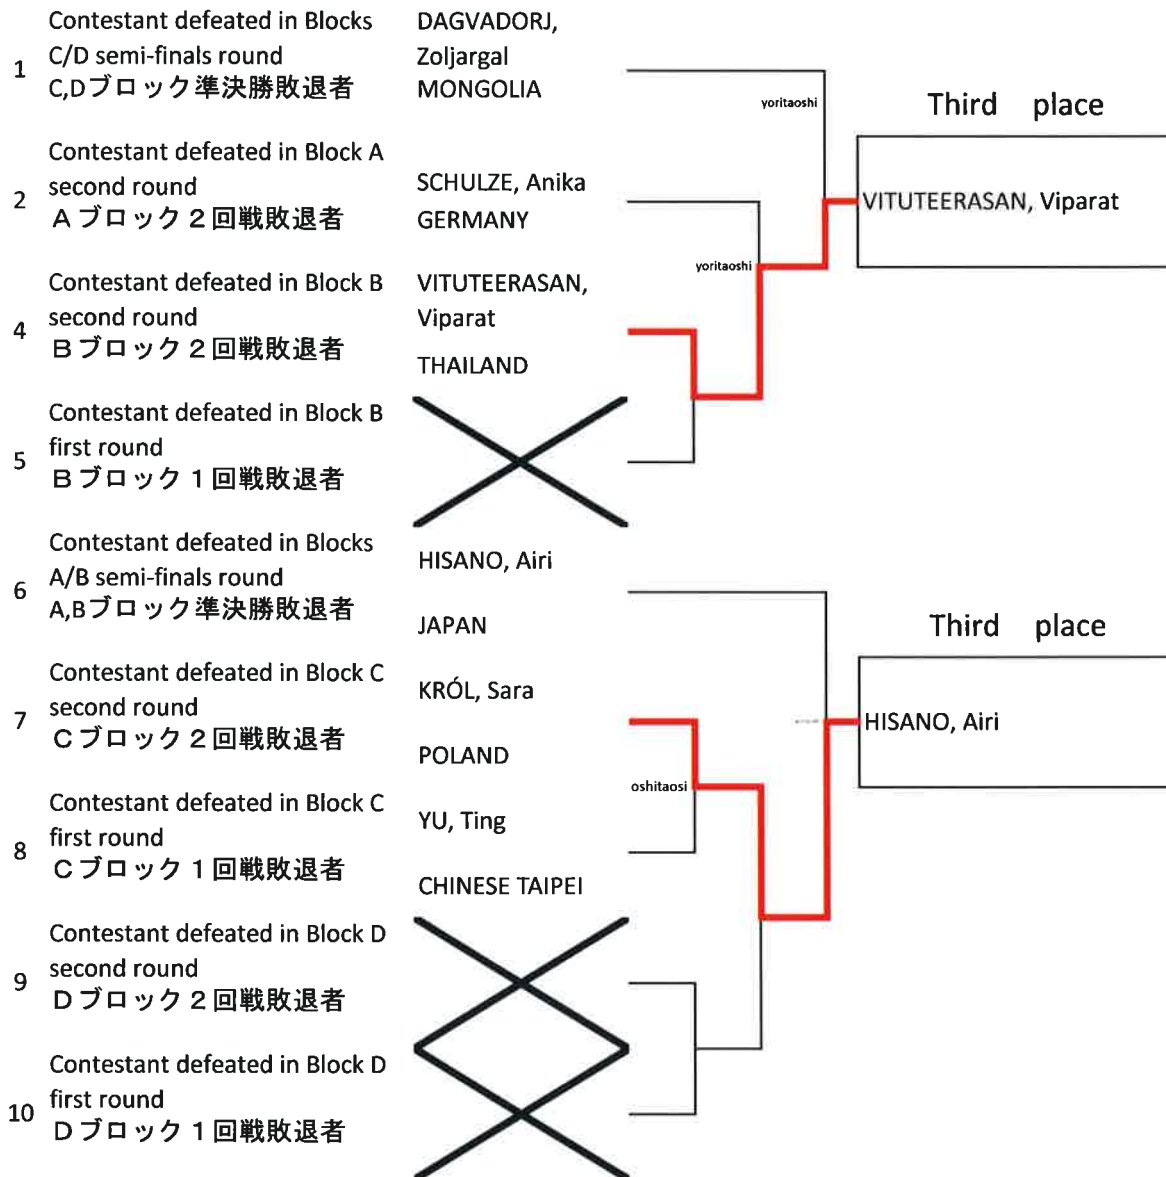 1
Contestant defeated in Blocks
C/D semi-finals round
C,Dブロック準決勝敗退者
DAGVADORJ,
Zoljargal
MONGOLIA
yoritaoshi
Third place
VITUTEERASAN, Viparat
2
Contestant defeated in Block A
second round
Aブロック2回戦敗退者
SCHULZE, Anika
GERMANY
yoritaoshi
4
Contestant defeated in Block B
second round
Bブロック2回戦敗退者
VITUTEERASAN,
Viparat
THAILAND
5
Contestant defeated in Block B
first round
Bブロック1回戦敗退者
6
Contestant defeated in Blocks
A/B semi-finals round
A,Bブロック準決勝敗退者
HISANO, Airi
JAPAN
Third place
HISANO, Airi
7
Contestant defeated in Block C
second round
Cブロック2回戦敗退者
KRÓL, Sara
POLAND
oshitaosi
8
Contestant defeated in Block C
first round
Cブロック1回戦敗退者
YU, Ting
CHINESE TAIPEI
9
Contestant defeated in Block D
second round
Dブロック2回戦敗退者
10
Contestant defeated in Block D
first round
Dブロック1回戦敗退者